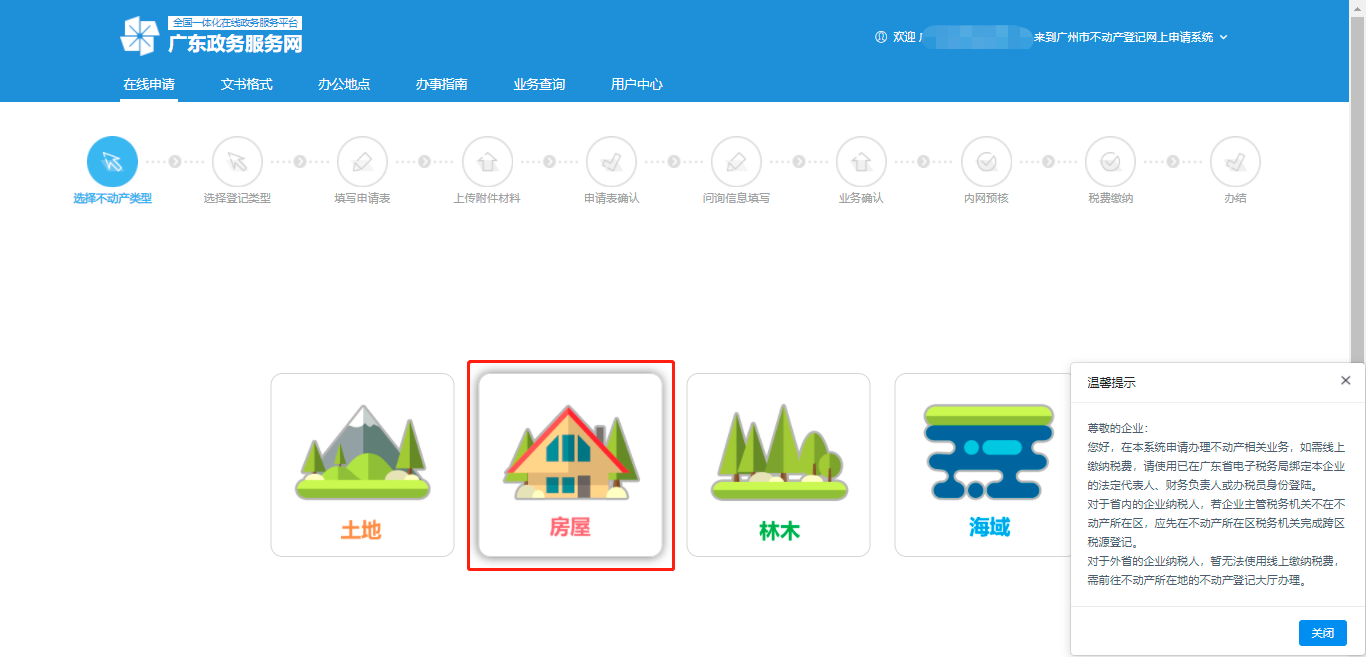 全国一体化在线政务服务平台
广东政务服务网
欢迎
来到广州市不动产登记网上申请系统
在线申请 文书格式 办公地点 办事指南 业务查询 用户中心
选择不动产类型 选择登记类型 填写申请表 上传附件材料 申请表确认 问询信息填写 业务确认 内网预核 税费缴纳 办结
土地 房屋 林木 海域
温馨提示
尊敬的企业：
您好，在本系统申请办理不动产相关业务，如需线上
缴纳税费，请使用已在广东省电子税务局绑定本企业
的法定代表人、财务负责人或办税员身份登陆。
对于省内的企业纳税人，若企业主管税务机关不在不
动产所在区，应先在不动产所在区税务机关完成跨区
税源登记。
对于外省的企业纳税人，暂无法使用线上缴纳税费，
需前往不动产所在地的不动产登记大厅办理。
关闭